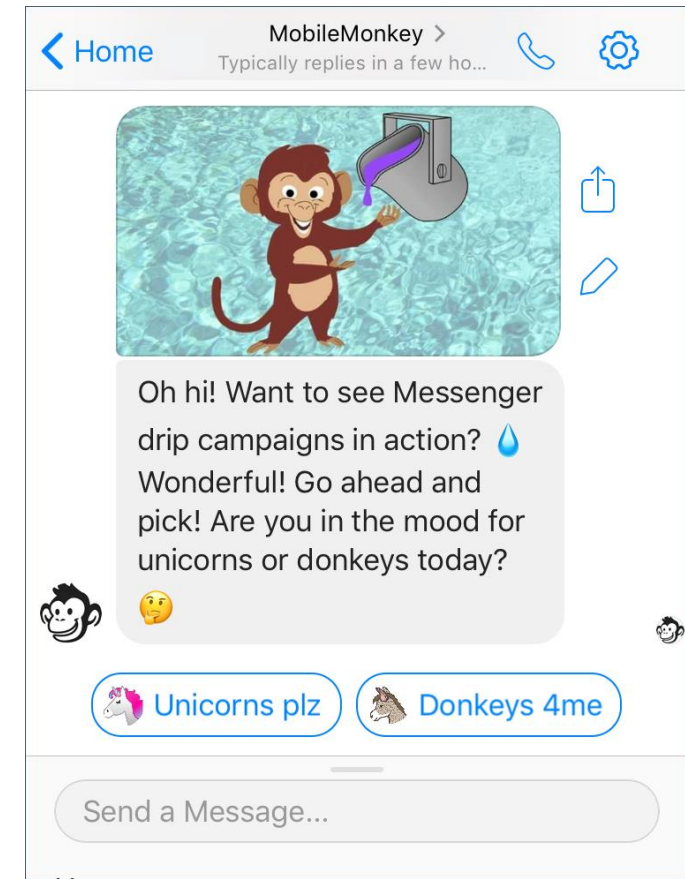 Home
MobileMonkey >
Typically replies in a few ho...
Oh hi! Want to see Messenger
drip campaigns in action? 💧
Wonderful! Go ahead and
pick! Are you in the mood for
unicorns or donkeys today?
🤔
🦄 Unicorns plz
Donkeys 4me
Send a Message...